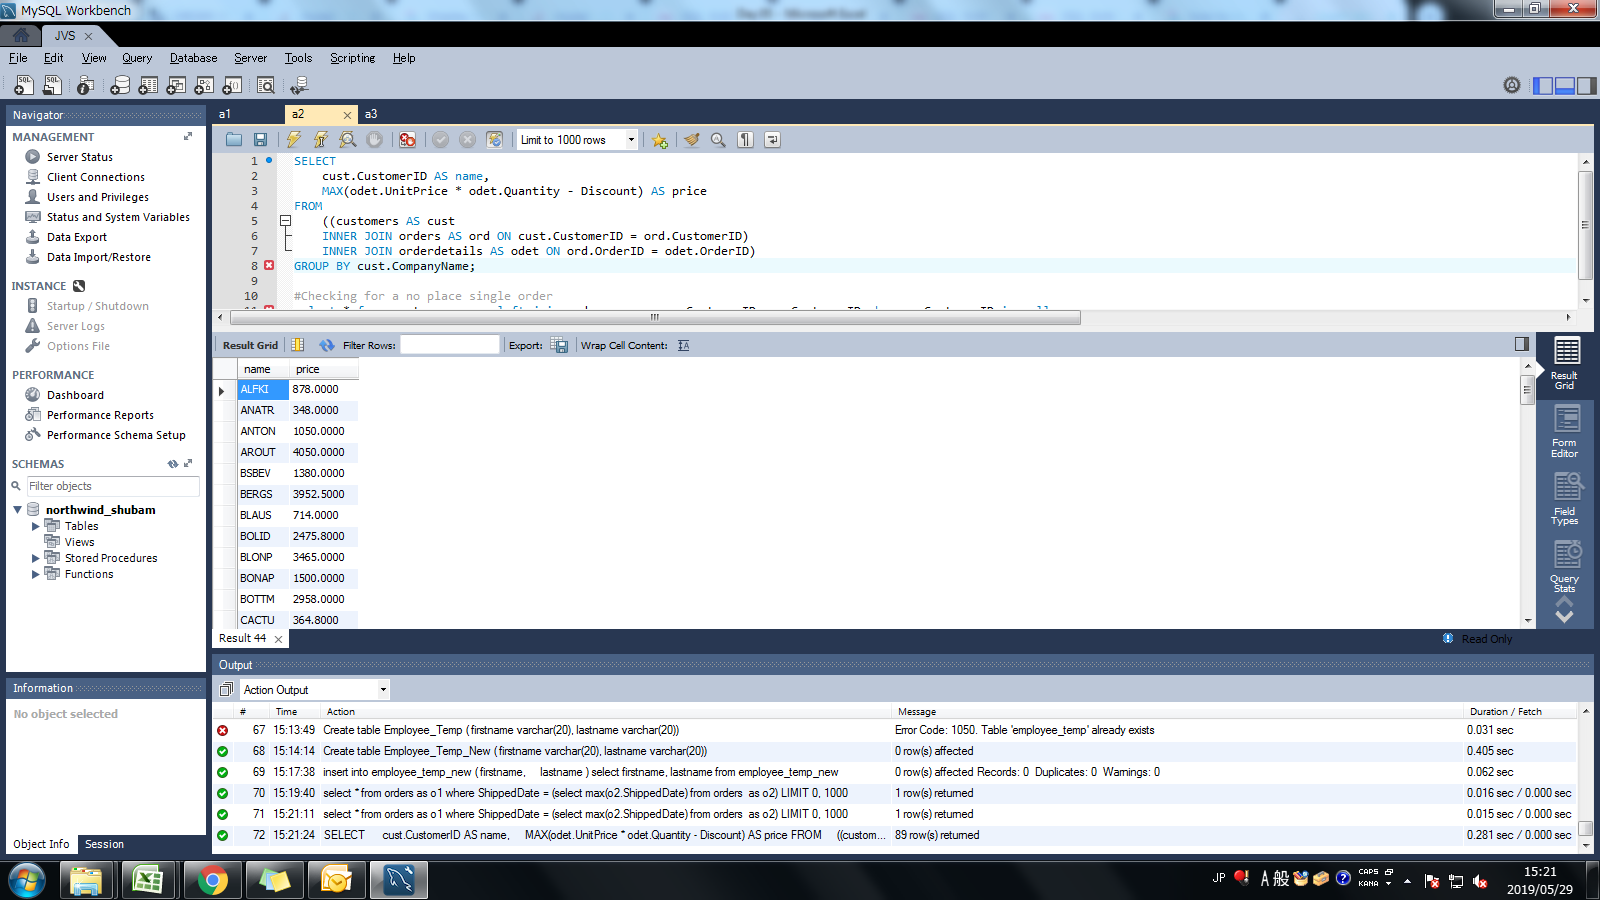 MySQL Workbench
JVS
File Edit View Query Database Server Tools Scripting Help
Navigator
MANAGEMENT
Server Status
Client Connections
Users and Privileges
Status and System Variables
Data Export
Data Import/Restore
INSTANCE
Startup / Shutdown
Server Logs
Options File
PERFORMANCE
Dashboard
Performance Reports
Performance Schema Setup
SCHEMAS
Filter objects
northwind_shubam
Tables
Views
Stored Procedures
Functions
Information
No object selected
Object Info Session
a1 a2 a3
Limit to 1000 rows
1 SELECT
2 cust.CustomerID AS name,
3 MAX(odet.UnitPrice * odet.Quantity - Discount) AS price
4 FROM
5 ((customers AS cust
6 INNER JOIN orders AS ord ON cust.CustomerID = ord.CustomerID)
7 INNER JOIN orderdetails AS odet ON ord.OrderID = odet.OrderID)
8 GROUP BY cust.CompanyName;
9
10 #Checking for a no place single order
Result Grid Filter Rows: Export: Wrap Cell Content:
name price
ALFKI 878.0000
ANATR 348.0000
ANTON 1050.0000
AROUT 4050.0000
BSBEV 1380.0000
BERGS 3952.5000
BLAUS 714.0000
BOLID 2475.8000
BLONP 3465.0000
BONAP 1500.0000
BOTTM 2958.0000
CACTU 364.8000
Result Grid
Form Editor
Field Types
Query Stats
Result 44
Read Only
Output
Action Output
# Time Action Message Duration / Fetch
67 15:13:49 Create table Employee_Temp ( firstname varchar(20), lastname varchar(20)) Error Code: 1050. Table 'employee_temp' already exists 0.031 sec
68 15:14:14 Create table Employee_Temp_New ( firstname varchar(20), lastname varchar(20)) 0 row(s) affected 0.405 sec
69 15:17:38 insert into employee_temp_new ( firstname, lastname ) select firstname, lastname from employee_temp_new 0 row(s) affected Records: 0 Duplicates: 0 Warnings: 0 0.062 sec
70 15:19:40 select * from orders as o1 where ShippedDate = (select max(o2.ShippedDate) from orders as o2) LIMIT 0, 1000 1 row(s) returned 0.016 sec / 0.000 sec
71 15:21:11 select * from orders as o1 where ShippedDate = (select max(o2.ShippedDate) from orders as o2) LIMIT 0, 1000 1 row(s) returned 0.015 sec / 0.000 sec
72 15:21:24 SELECT cust.CustomerID AS name, MAX(odet.UnitPrice * odet.Quantity - Discount) AS price FROM ((custom... 89 row(s) returned 0.281 sec / 0.000 sec
JP A 般 CAPS KANA
15:21
2019/05/29